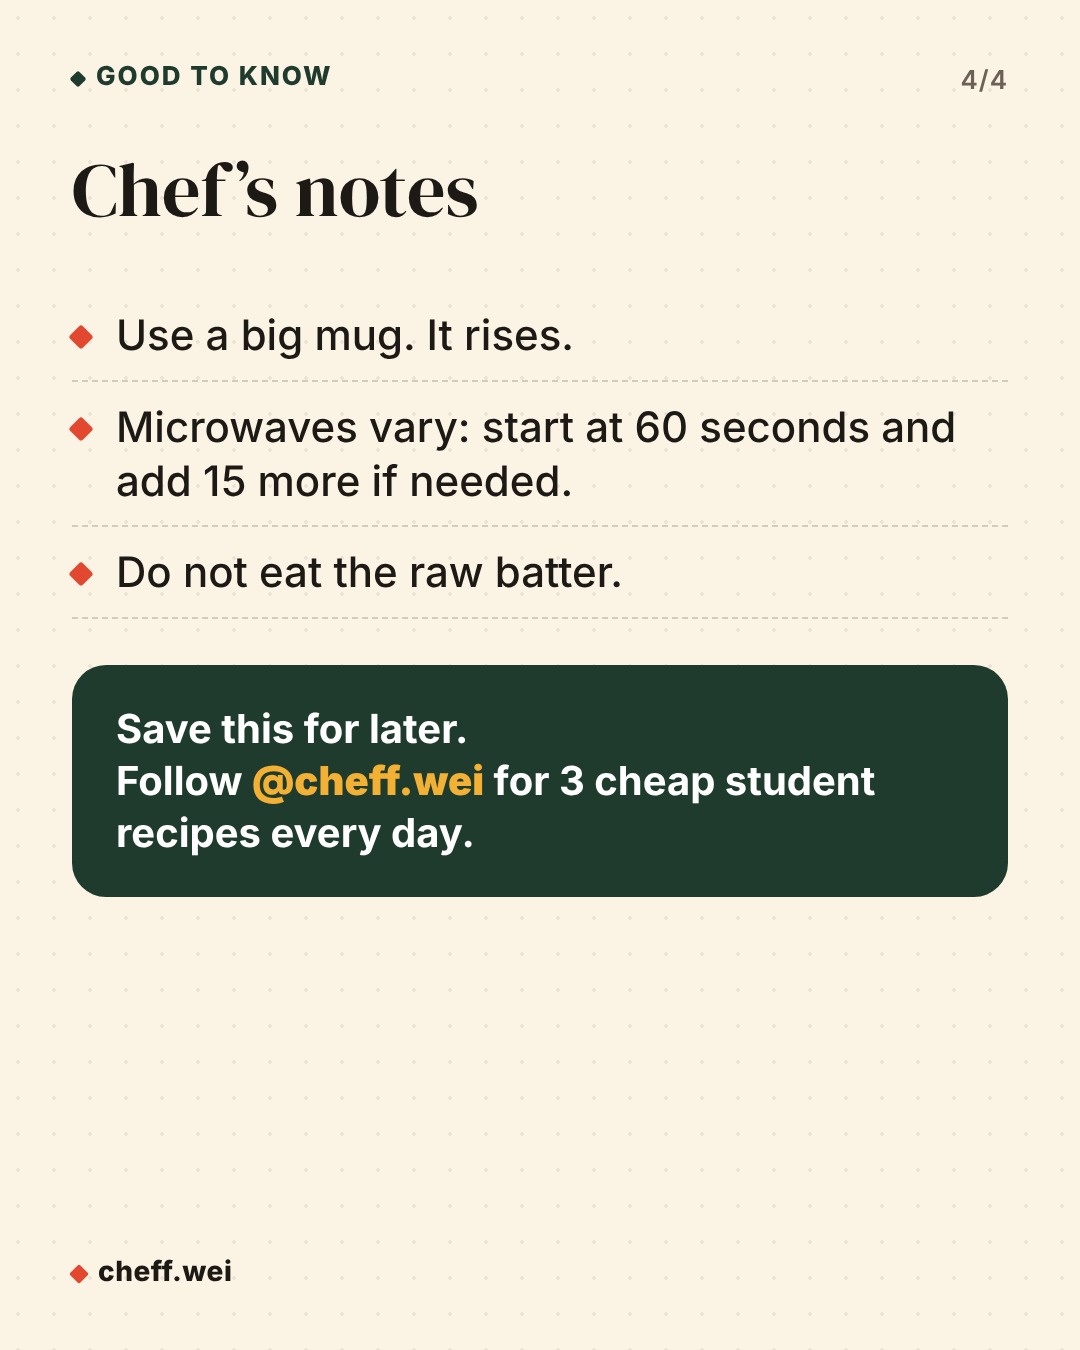 GOOD TO KNOW
4/4
Chef’s notes
Use a big mug. It rises.
Microwaves vary: start at 60 seconds and
add 15 more if needed.
Do not eat the raw batter.
Save this for later.
Follow @cheff.wei for 3 cheap student
recipes every day.
cheff.wei